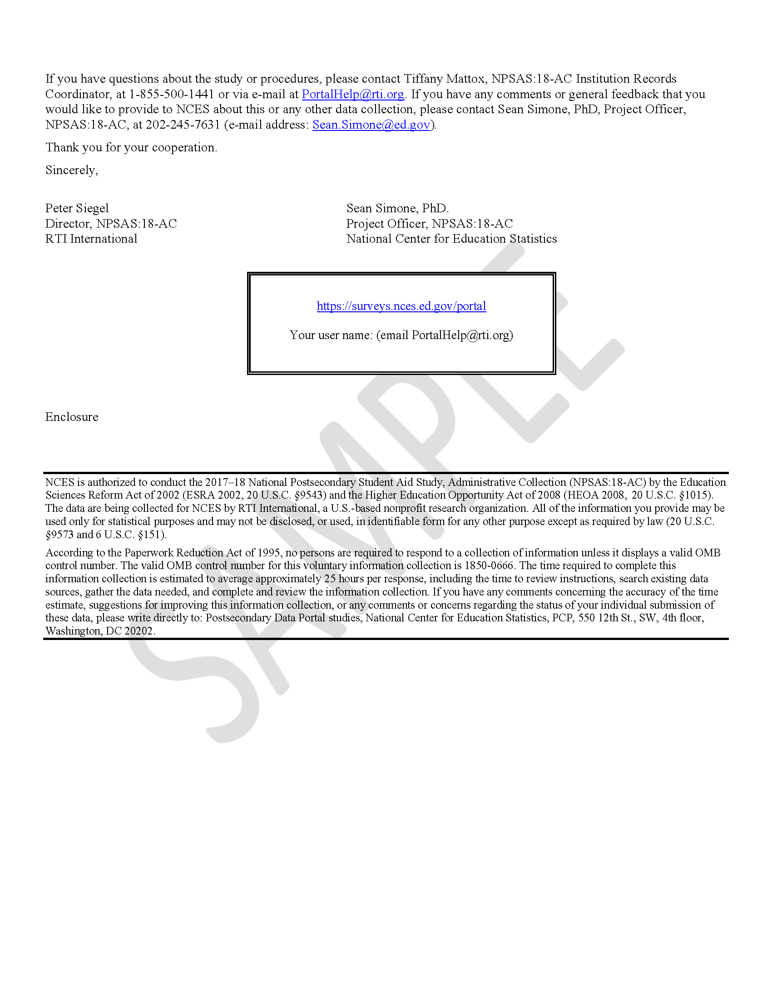 If you have questions about the study or procedures, please contact Tiffany Mattox, NPSAS:18-AC Institution Records
Coordinator, at 1-855-500-1441 or via e-mail at PortalHelp@rti.org. If you have any comments or general feedback that you
would like to provide to NCES about this or any other data collection, please contact Sean Simone, PhD, Project Officer,
NPSAS:18-AC, at 202-245-7631 (e-mail address: Sean.Simone@ed.gov).
Thank you for your cooperation.
Sincerely,
Peter Siegel
Director, NPSAS:18-AC
RTI International
Sean Simone, PhD.
Project Officer, NPSAS:18-AC
National Center for Education Statistics
https://surveys.nces.ed.gov/portal
Your user name: (email PortalHelp@rti.org)
Enclosure
NCES is authorized to conduct the 2017–18 National Postsecondary Student Aid Study, Administrative Collection (NPSAS:18-AC) by the Education
Sciences Reform Act of 2002 (ESRA 2002, 20 U.S.C. §9543) and the Higher Education Opportunity Act of 2008 (HEOA 2008, 20 U.S.C. §1015).
The data are being collected for NCES by RTI International, a U.S.-based nonprofit research organization. All of the information you provide may be
used only for statistical purposes and may not be disclosed, or used, in identifiable form for any other purpose except as required by law (20 U.S.C.
§9573 and 6 U.S.C. §151).
According to the Paperwork Reduction Act of 1995, no persons are required to respond to a collection of information unless it displays a valid OMB
control number. The valid OMB control number for this voluntary information collection is 1850-0666. The time required to complete this
information collection is estimated to average approximately 25 hours per response, including the time to review instructions, search existing data
sources, gather the data needed, and complete and review the information collection. If you have any comments concerning the accuracy of the time
estimate, suggestions for improving this information collection, or any comments or concerns regarding the status of your individual submission of
these data, please write directly to: Postsecondary Data Portal studies, National Center for Education Statistics, PCP, 550 12th St., SW, 4th floor,
Washington, DC 20202.
SAMPLE